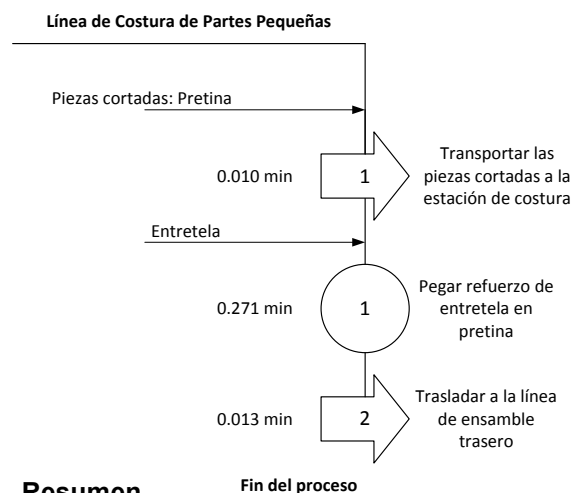 Línea de Costura de Partes Pequeñas
Piezas cortadas: Pretina
0.010 min
1
Transportar las
piezas cortadas a la
estación de costura
Entretela
0.271 min
1
Pegar refuerzo de
entretela en
pretina
0.013 min
2
Trasladar a la línea
de ensamble
trasero
Resumen
Fin del proceso